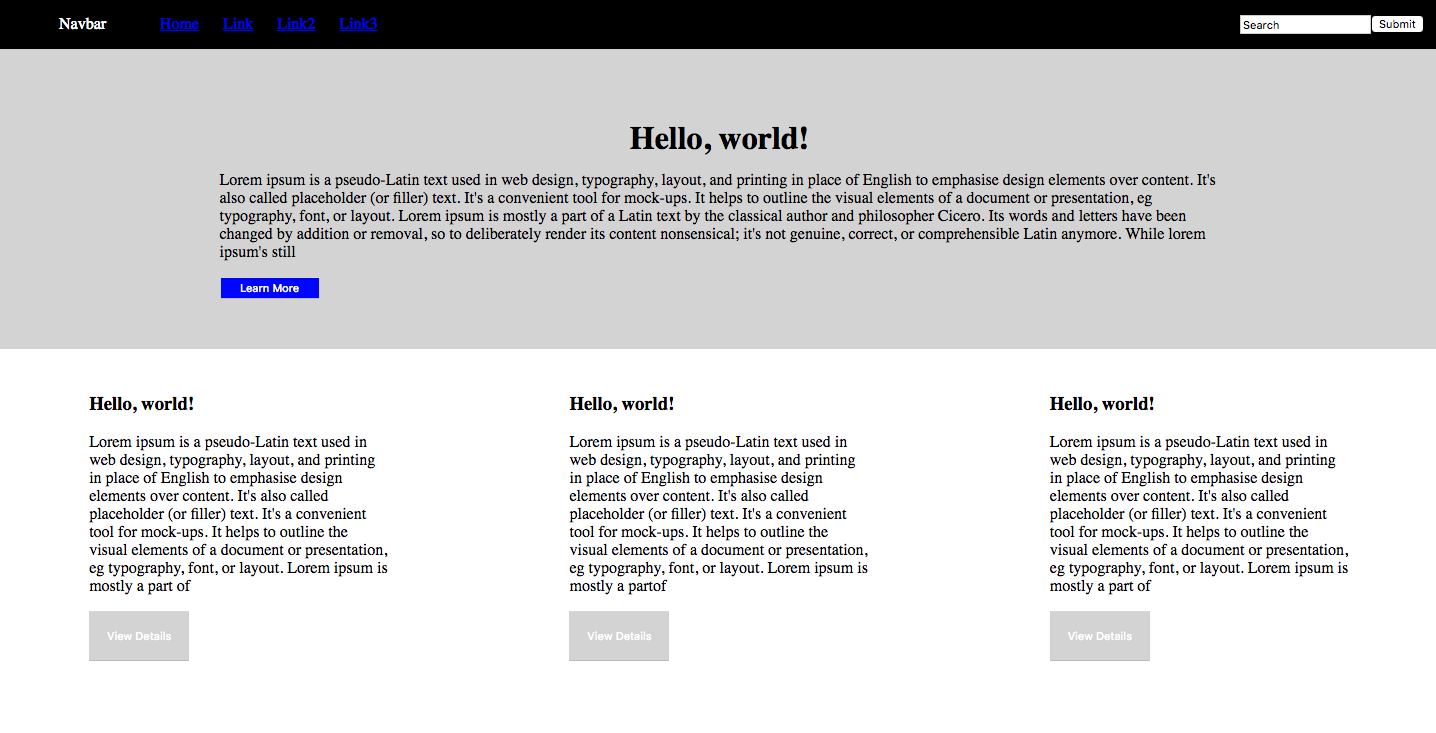 Navbar Home Link Link2 Link3 Search Submit
Hello, world!
Lorem ipsum is a pseudo-Latin text used in web design, typography, layout, and printing in place of English to emphasise design elements over content. It's
also called placeholder (or filler) text. It's a convenient tool for mock-ups. It helps to outline the visual elements of a document or presentation, eg
typography, font, or layout. Lorem ipsum is mostly a part of a Latin text by the classical author and philosopher Cicero. Its words and letters have been
changed by addition or removal, so to deliberately render its content nonsensical; it's not genuine, correct, or comprehensible Latin anymore. While lorem
ipsum's still
Learn More
Hello, world!
Lorem ipsum is a pseudo-Latin text used in
web design, typography, layout, and printing
in place of English to emphasise design
elements over content. It's also called
placeholder (or filler) text. It's a convenient
tool for mock-ups. It helps to outline the
visual elements of a document or presentation,
eg typography, font, or layout. Lorem ipsum is
mostly a part of
View Details
Hello, world!
Lorem ipsum is a pseudo-Latin text used in
web design, typography, layout, and printing
in place of English to emphasise design
elements over content. It's also called
placeholder (or filler) text. It's a convenient
tool for mock-ups. It helps to outline the
visual elements of a document or presentation,
eg typography, font, or layout. Lorem ipsum is
mostly a partof
View Details
Hello, world!
Lorem ipsum is a pseudo-Latin text used in
web design, typography, layout, and printing
in place of English to emphasise design
elements over content. It's also called
placeholder (or filler) text. It's a convenient
tool for mock-ups. It helps to outline the
visual elements of a document or presentation,
eg typography, font, or layout. Lorem ipsum is
mostly a part of
View Details